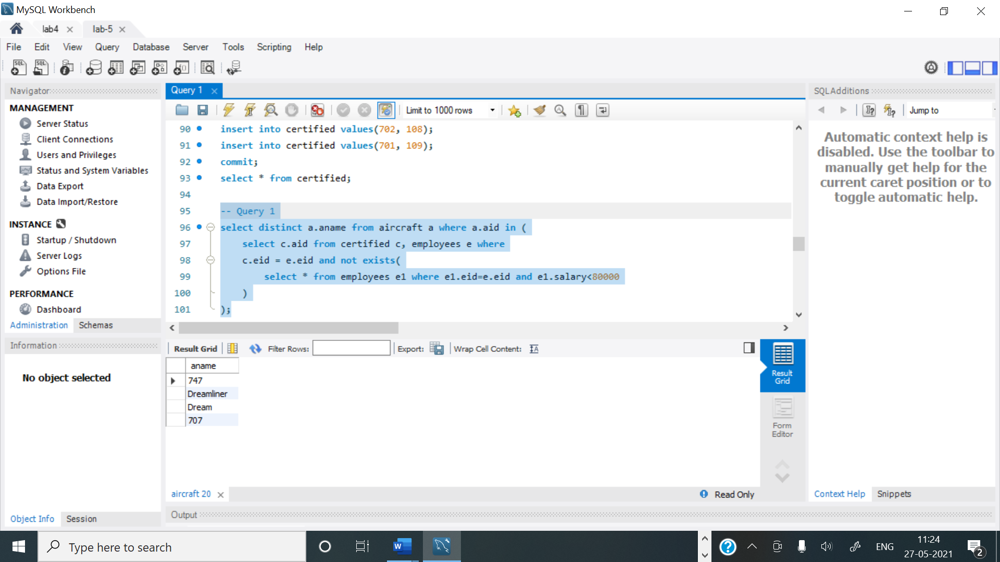 MySQL Workbench
lab4
lab-5
File Edit View Query Database Server Tools Scripting Help
Navigator
MANAGEMENT
Server Status
Client Connections
Users and Privileges
Status and System Variables
Data Export
Data Import/Restore
INSTANCE
Startup / Shutdown
Server Logs
Options File
PERFORMANCE
Dashboard
Administration Schemas
Information
No object selected
Object Info Session
Query 1
Limit to 1000 rows
90 insert into certified values(702, 108);
91 insert into certified values(701, 109);
92 commit;
93 select * from certified;
94
95 -- Query 1
96 select distinct a.aname from aircraft a where a.aid in (
97 select c.aid from certified c, employees e where
98 c.eid = e.eid and not exists(
99 select * from employees e1 where e1.eid=e.eid and e1.salary<80000
100 )
101 );
Result Grid Filter Rows: Export: Wrap Cell Content:
aname
747
Dreamliner
Dream
707
Result
Grid
Form
Editor
aircraft 20
Read Only
Output
SQLAdditions
Jump to
Automatic context help is
disabled. Use the toolbar to
manually get help for the
current caret position or to
toggle automatic help.
Context Help Snippets
Type here to search
ENG
11:24
27-05-2021
2